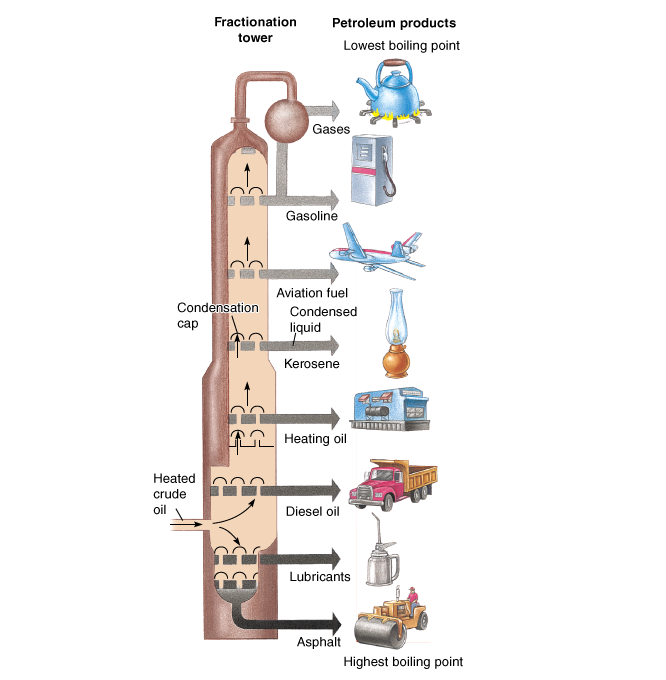 Fractionation
tower
Petroleum products
Lowest boiling point
Gases
Gasoline
Aviation fuel
Condensation
cap
Condensed
liquid
Kerosene
Heating oil
Heated
crude
oil
Diesel oil
Lubricants
Asphalt
Highest boiling point